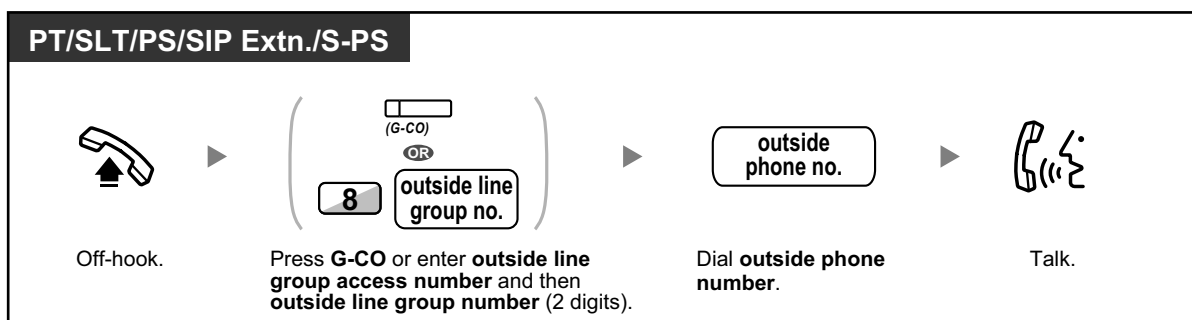 PT/SLT/PS/SIP Extn./S-PS
(G-CO)
OR
8
outside line
group no.
outside
phone no.
Off-hook.
Press G-CO or enter outside line
group access number and then
outside line group number (2 digits).
Dial outside phone
number.
Talk.